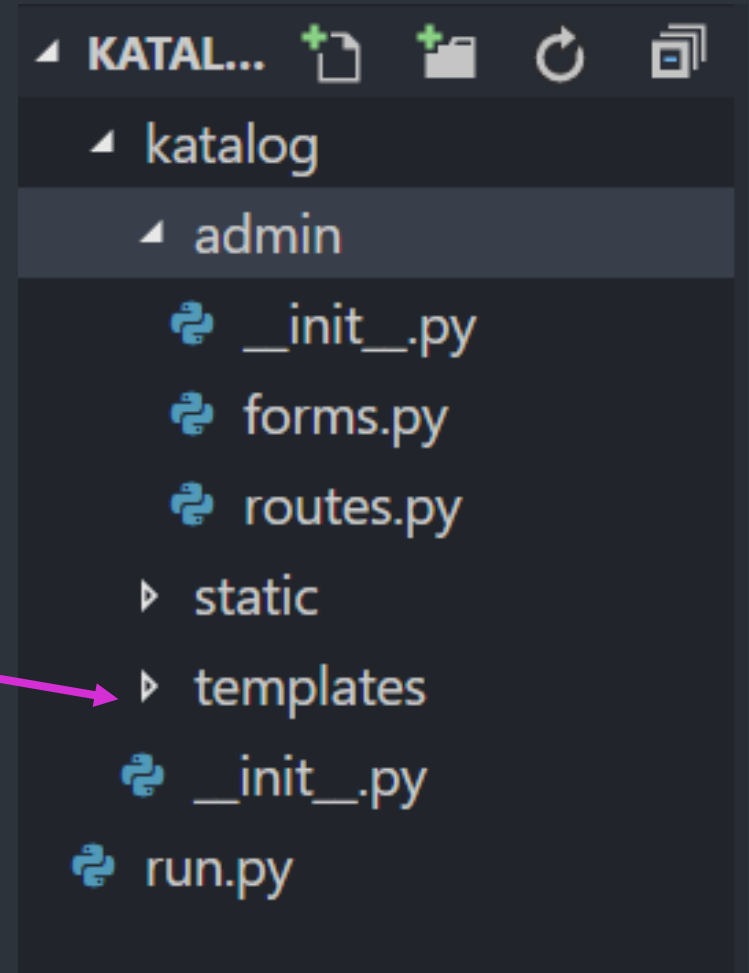 KATAL...
katalog
admin
__init__.py
forms.py
routes.py
static
templates
__init__.py
run.py